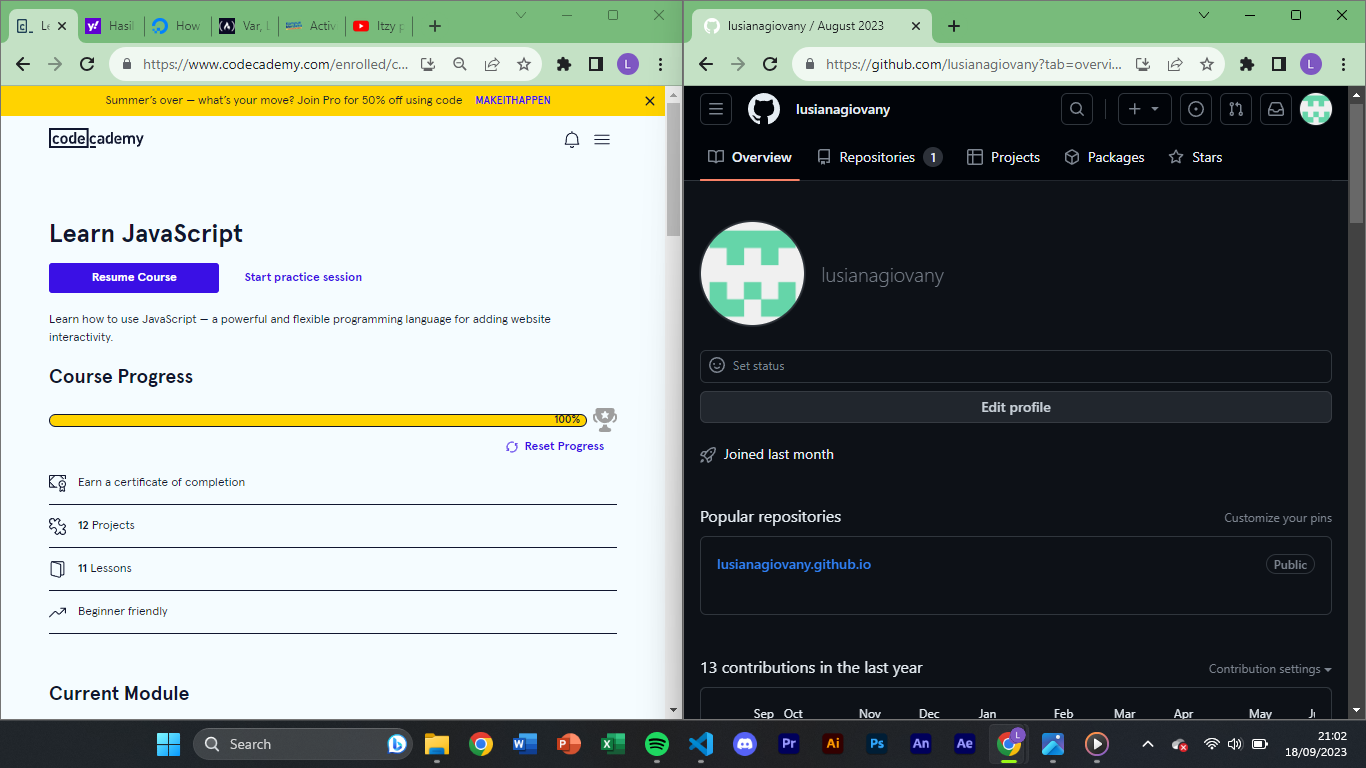 Le
Hasil
How
Var, L
Activ
Itzy p
https://www.codecademy.com/enrolled/c...
L
Summer's over — what's your move? Join Pro for 50% off using code MAKEITHAPPEN
codecademy
Learn JavaScript
Resume Course
Start practice session
Learn how to use JavaScript — a powerful and flexible programming language for adding website
interactivity.
Course Progress
100%
Reset Progress
Earn a certificate of completion
12 Projects
11 Lessons
Beginner friendly
Current Module
lusianagiovany / August 2023
https://github.com/lusianagiovany?tab=overvi...
L
lusianagiovany
Overview
Repositories 1
Projects
Packages
Stars
lusianagiovany
Set status
Edit profile
Joined last month
Popular repositories
Customize your pins
lusianagiovany.github.io
Public
13 contributions in the last year
Contribution settings
Sep Oct Nov Dec Jan Feb Mar Apr May
Search
Pr
Ai
Ps
An
Ae
L
21:02
18/09/2023